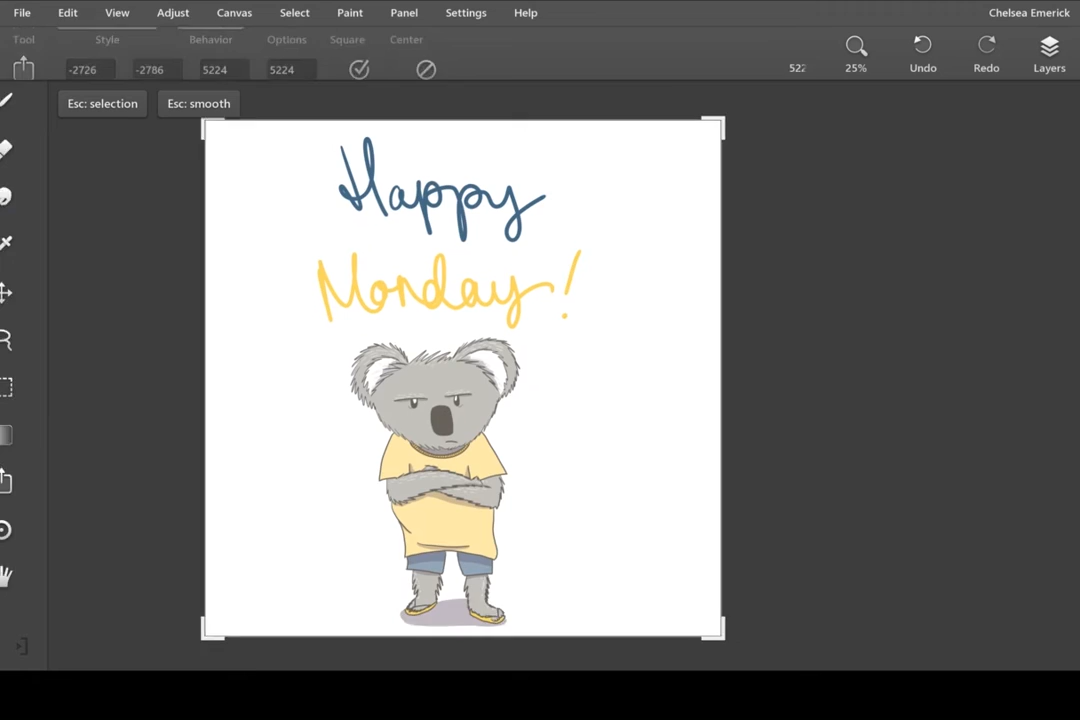 File Edit View Adjust Canvas Select Paint Panel Settings Help Chelsea Emerick
Tool Style Behavior Options Square Center
-2726 -2786 5224 5224 522 25% Undo Redo Layers
Esc: selection Esc: smooth
Happy
Monday!